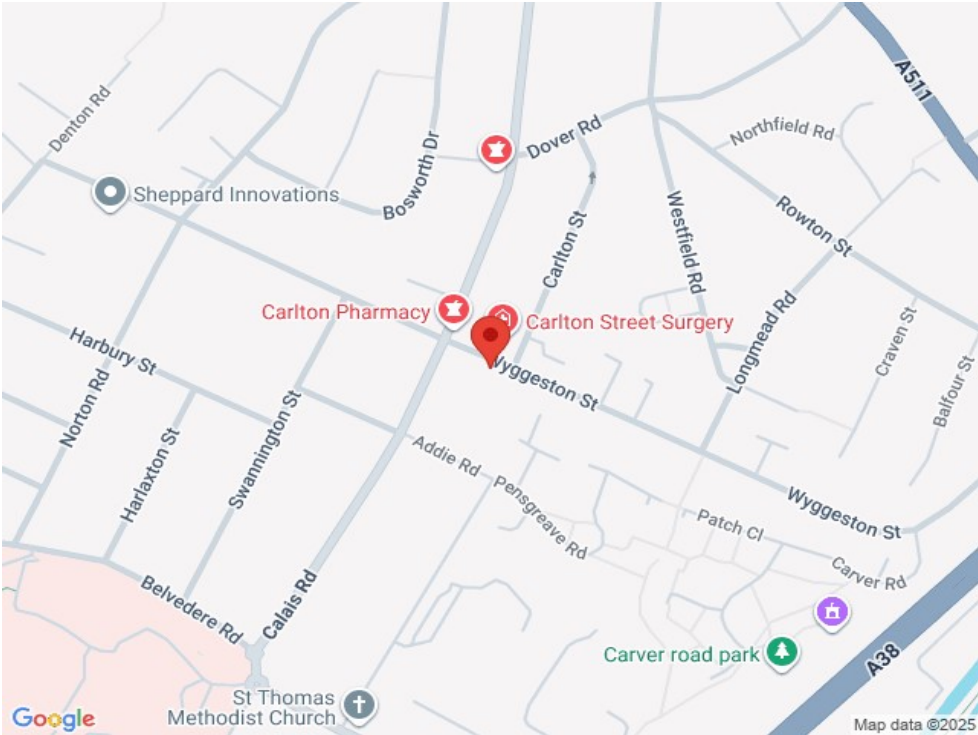 A511
Denton Rd
Northfield Rd
Dover Rd
Bosworth Dr
Sheppard Innovations
Westfield Rd
Rowton St
Carlton St
Carlton Pharmacy
Carlton Street Surgery
Longmead Rd
Harbury St
Craven St
Wyggeston St
Balfour St
Norton Rd
Swannington St
Harlaxton St
Addie Rd
Pensgreave Rd
Wyggeston St
Patch Cl
Carver Rd
Belvedere Rd
Calais Rd
Carver road park
A38
St Thomas
Methodist Church
Google
Map data ©2025